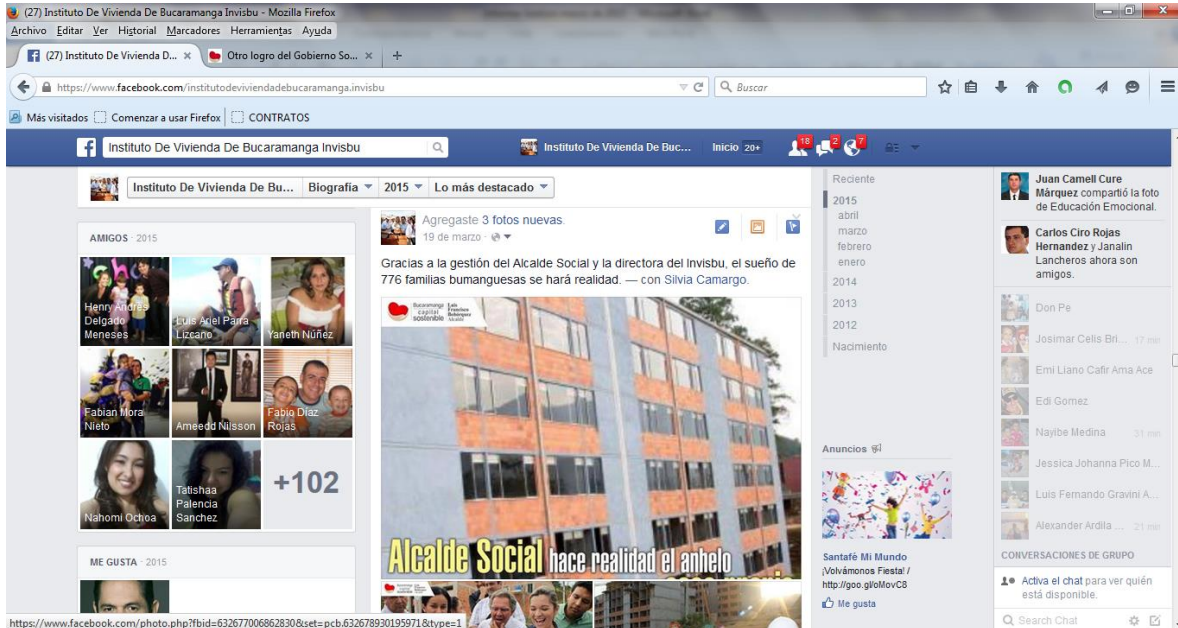 (27) Instituto De Vivienda De Bucaramanga Invisbu - Mozilla Firefox
Archivo Editar Ver Historial Marcadores Herramientas Ayuda
(27) Instituto De Vivienda D...
Otro logro del Gobierno So...
https://www.facebook.com/institutodeviviendadebucaramanga.invisbu
Buscar
Más visitados Comenzar a usar Firefox CONTRATOS
Instituto De Vivienda De Bucaramanga Invisbu
Instituto De Vivienda De Buc...
Inicio 20+
18 2 7
Instituto De Vivienda De Bu... Biografía 2015 Lo más destacado
AMIGOS · 2015
Henry Andrés
Delgado
Meneses
Luis Ariel Parra
Lizcano
Yaneth Núñez
Fabian Mora
Nieto
Ameedd Nilsson
Fabio Díaz
Rojas
Nahomi Ochoa
Tatishaa
Palencia
Sanchez
+102
ME GUSTA · 2015
Agregaste 3 fotos nuevas.
19 de marzo ·
Gracias a la gestión del Alcalde Social y la directora del Invisbu, el sueño de
776 familias bumanguesas se hará realidad. — con Silvia Camargo.
Bucaramanga
capital
sostenible
Luis
Francisco
Bohórquez
Alcalde
Alcalde Social hace realidad el anhelo
Reciente
2015
abril
marzo
febrero
enero
2014
2013
2012
Nacimiento
Anuncios
Santafé Mi Mundo
¡Volvámonos Fiesta! /
http://goo.gl/oMovC8
Me gusta
Juan Camell Cure
Márquez compartió la foto
de Educación Emocional.
Carlos Ciro Rojas
Hernandez y Janalin
Lancheros ahora son
amigos.
Don Pe
Josimar Celis Bri... 17 min
Emi Liano Cafir Ama Ace
Edi Gomez
Nayibe Medina 31 min
Jessica Johanna Pico M...
Luis Fernando Gravini A...
Alexander Ardila ... 21 min
CONVERSACIONES DE GRUPO
Activa el chat para ver quién
está disponible.
Search Chat
https://www.facebook.com/photo.php?fbid=632677006862830&set=pcb.632678930195971&type=1